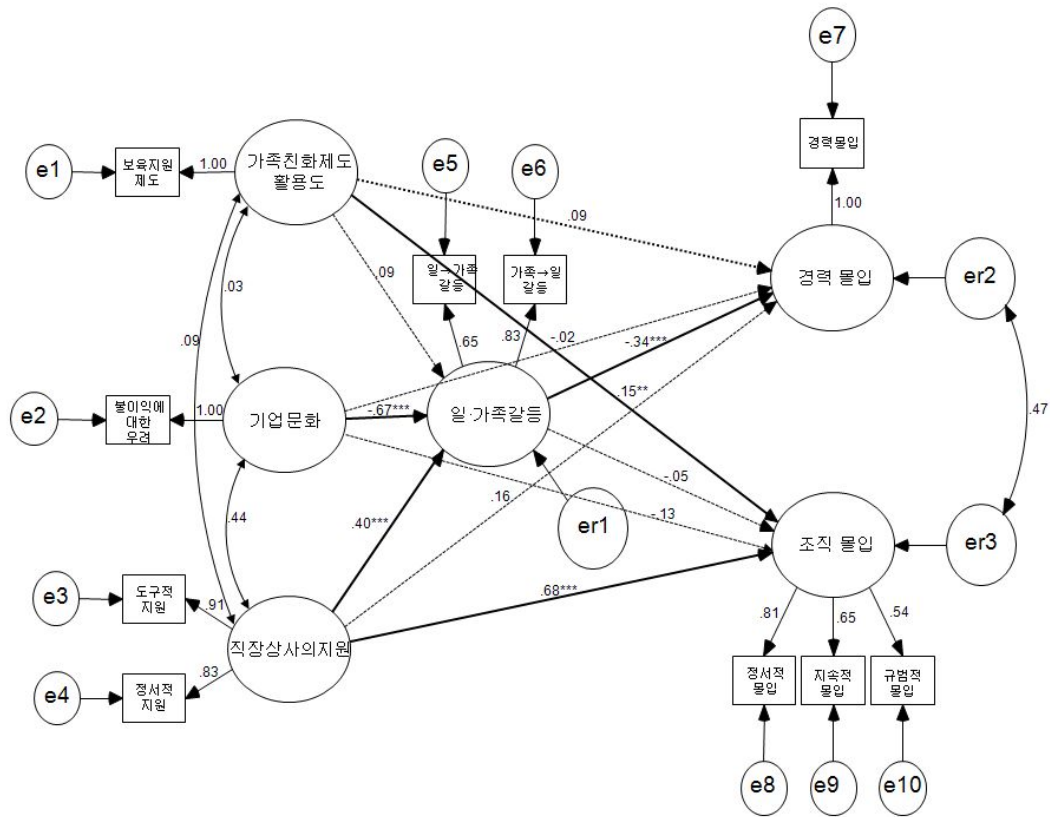 e7
경력몰입
1.00
e1
보육지원
제도
1.00
가족친화제도
활용도
e5
e6
.09
일→가족
갈등
가족→일
갈등
경력 몰입
er2
.03
.09
.09
.65
.83
-.02
-.34***
.15**
e2
불이익에
대한
우려
1.00
기업문화
-.67***
일·가족갈등
.47
-.05
.16
-.13
.44
.40***
er1
조직 몰입
er3
e3
도구적
지원
.91
.68***
직장상사의지원
.81
.65
.54
e4
정서적
지원
.83
정서적
몰입
지속적
몰입
규범적
몰입
e8
e9
e10